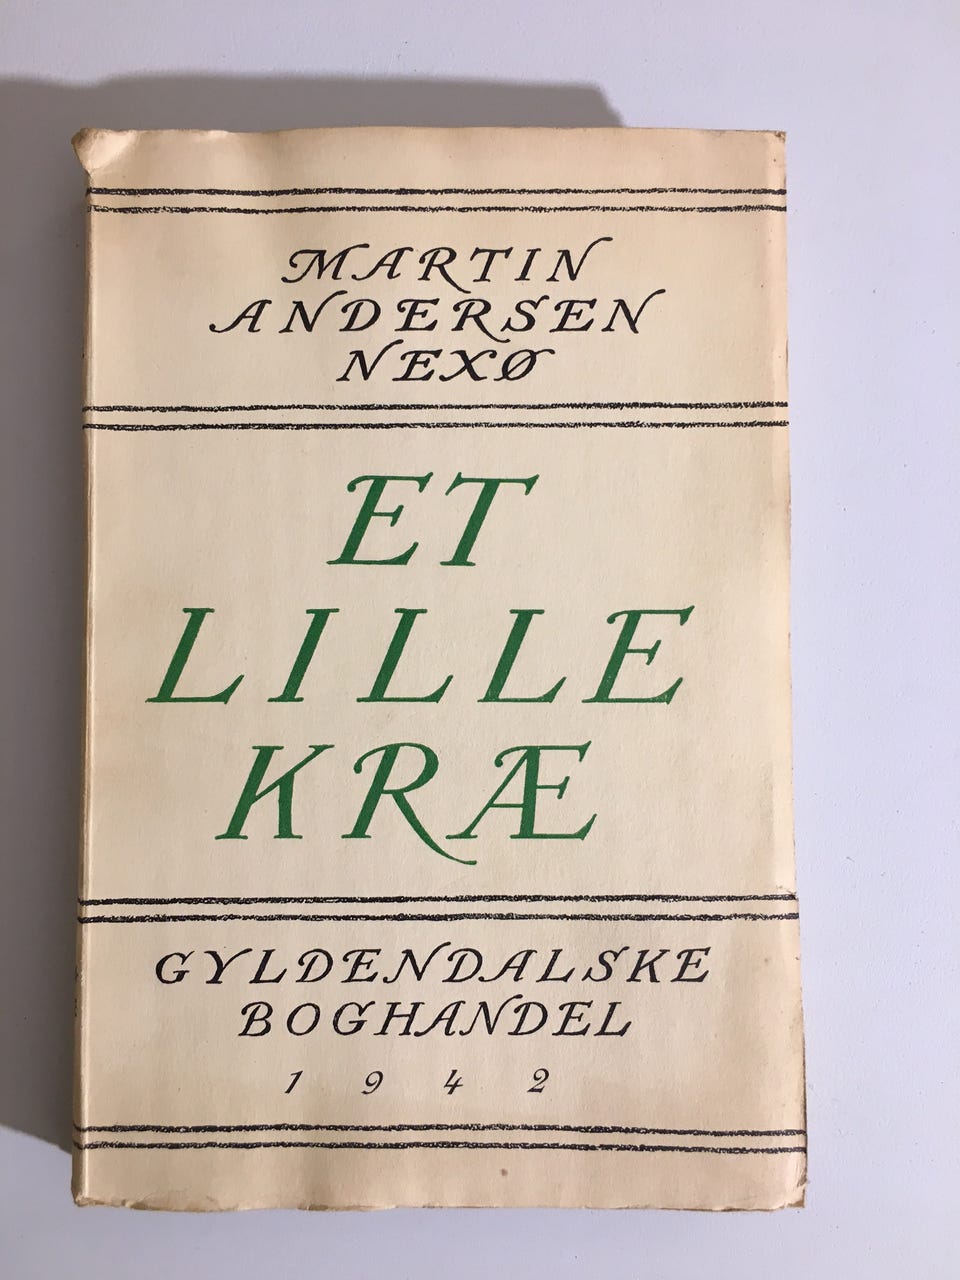 MARTIN
ANDERSEN
NEXØ
ET
LILLE
KRÆ
GYLDENDALSKE
BOGHANDEL
1942